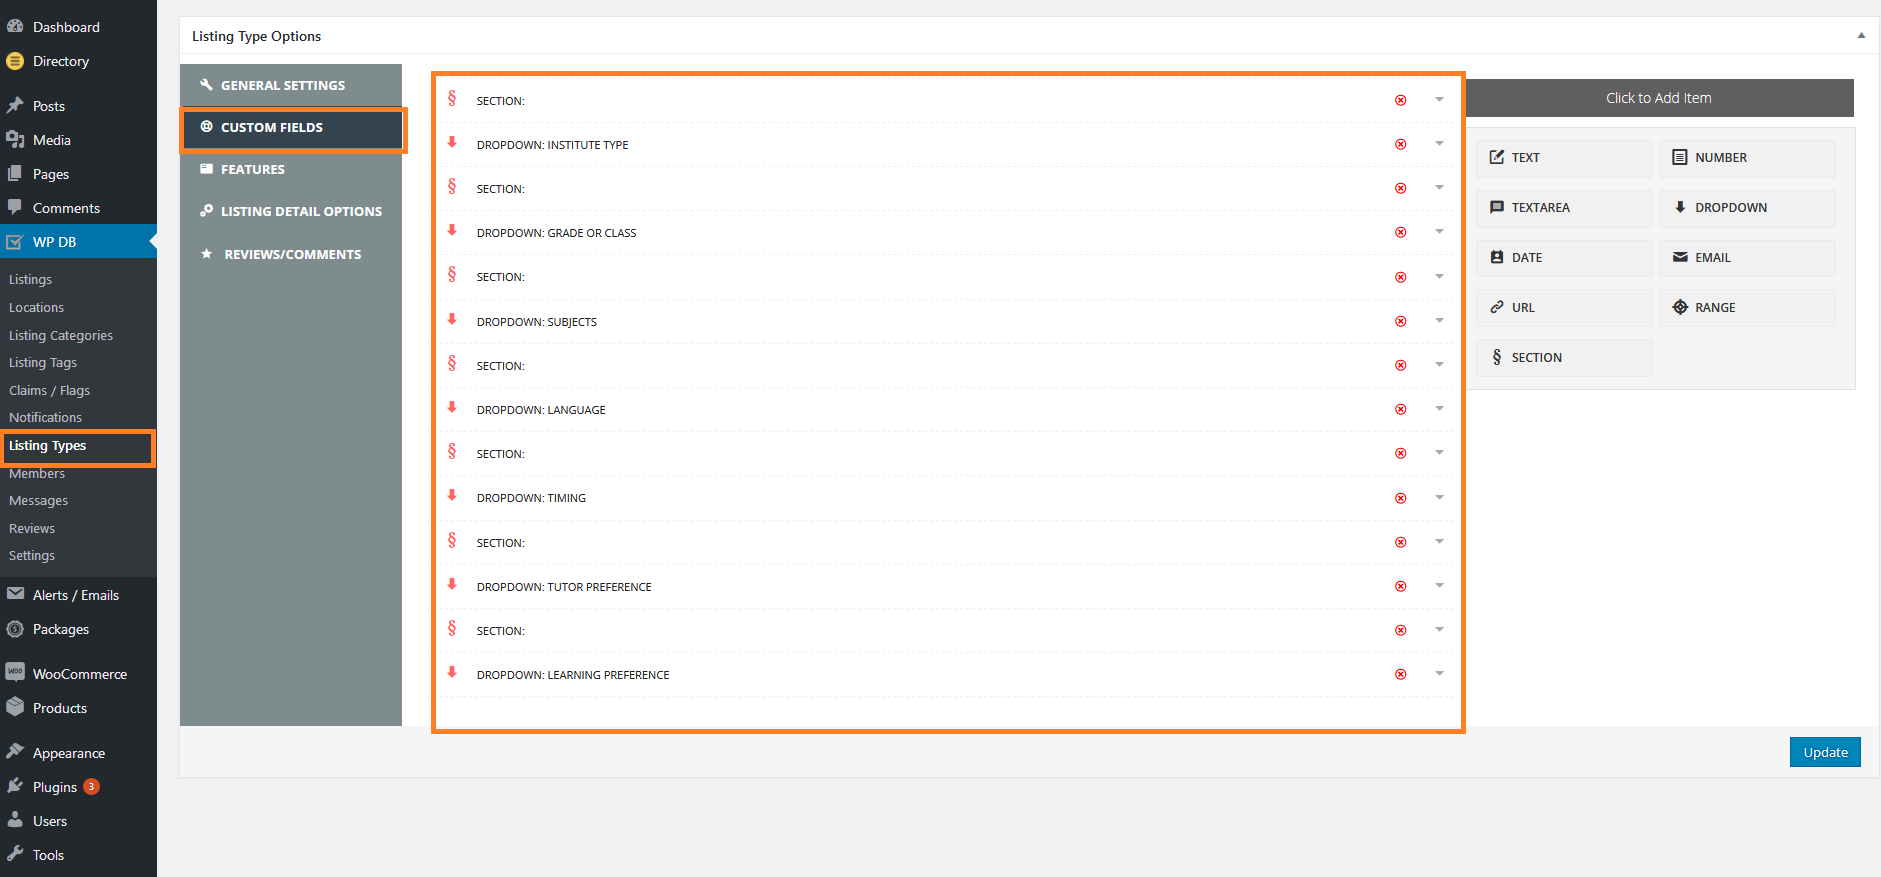 Dashboard
Directory
Posts
Media
Pages
Comments
WP DB
Listings
Locations
Listing Categories
Listing Tags
Claims / Flags
Notifications
Listing Types
Members
Messages
Reviews
Settings
Alerts / Emails
Packages
WooCommerce
Products
Appearance
Plugins 3
Users
Tools
Listing Type Options
GENERAL SETTINGS
CUSTOM FIELDS
FEATURES
LISTING DETAIL OPTIONS
REVIEWS/COMMENTS
§ SECTION:
DROPDOWN: INSTITUTE TYPE
§ SECTION:
DROPDOWN: GRADE OR CLASS
§ SECTION:
DROPDOWN: SUBJECTS
§ SECTION:
DROPDOWN: LANGUAGE
§ SECTION:
DROPDOWN: TIMING
§ SECTION:
DROPDOWN: TUTOR PREFERENCE
§ SECTION:
DROPDOWN: LEARNING PREFERENCE
Click to Add Item
TEXT NUMBER
TEXTAREA DROPDOWN
DATE EMAIL
URL RANGE
§ SECTION
Update